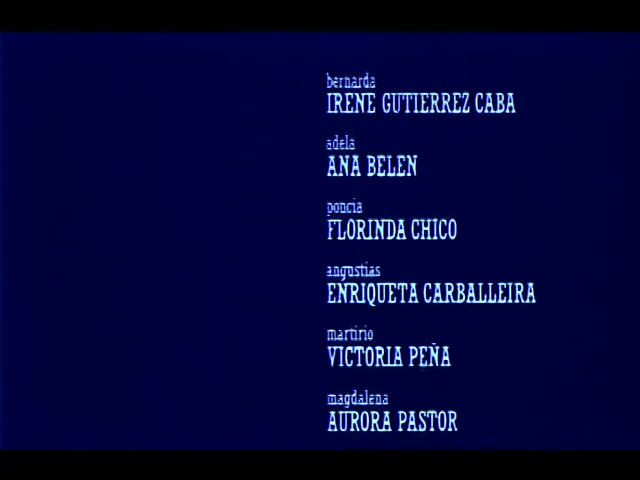 bernarda
IRENE GUTIERREZ CABA
adela
ANA BELEN
poncia
FLORINDA CHICO
angustias
ENRIQUETA CARBALLEIRA
martirio
VICTORIA PEÑA
magdalena
AURORA PASTOR